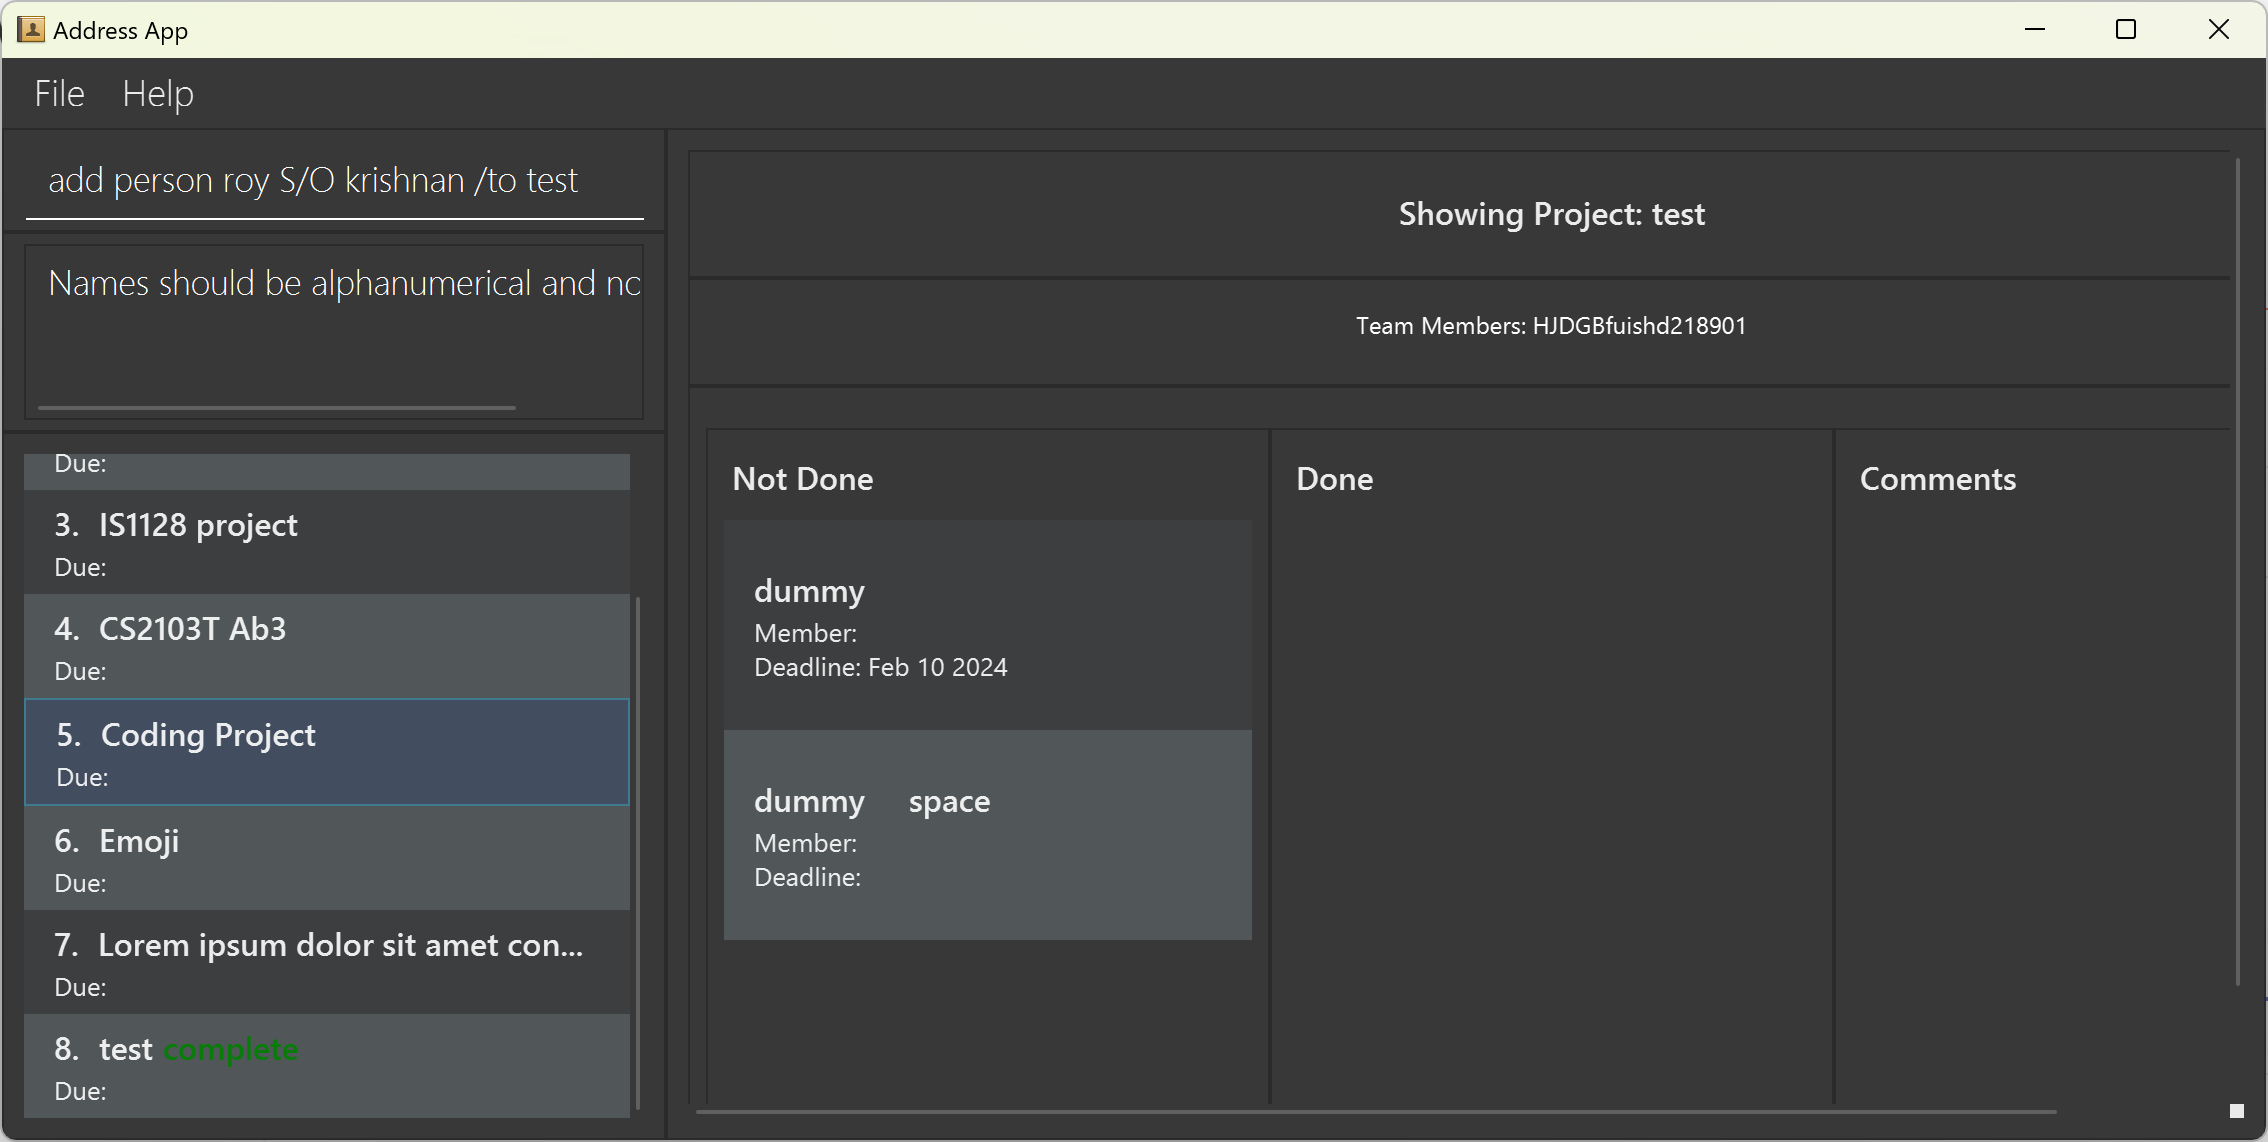 Address App
File Help
add person roy S/O krishnan /to test
Names should be alphanumerical and
Due:
3. IS1128 project
Due:
4. CS2103T Ab3
Due:
5. Coding Project
Due:
6. Emoji
Due:
7. Lorem ipsum dolor sit amet con...
Due:
8. test complete
Due:
Showing Project: test
Team Members: HJDGBfuishd218901
Not Done
dummy
Member:
Deadline: Feb 10 2024
dummy space
Member:
Deadline:
Done
Comments